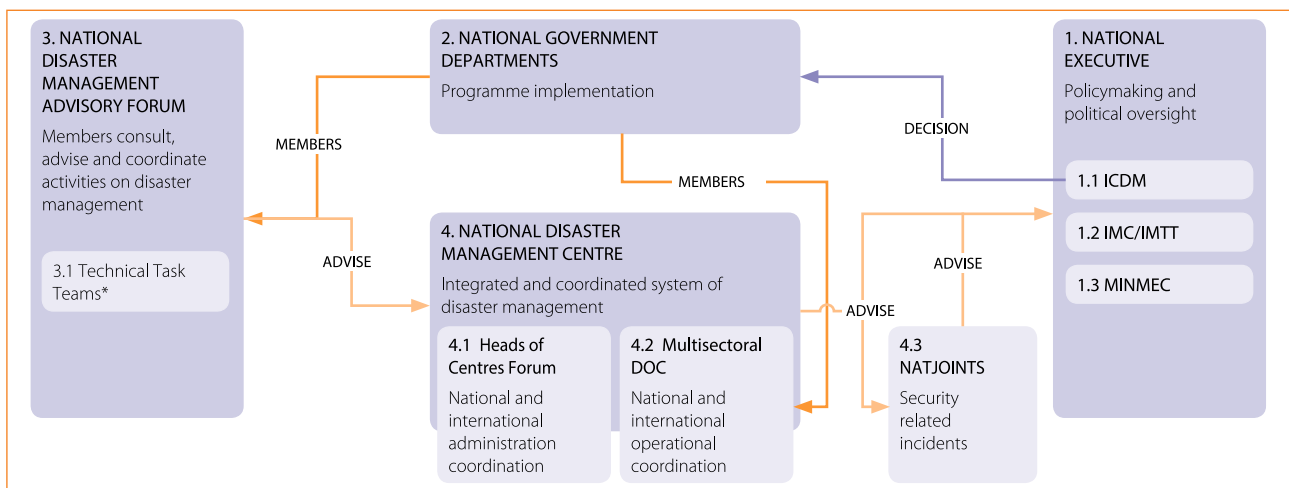 3. NATIONAL
DISASTER
MANAGEMENT
ADVISORY FORUM
Members consult,
advise and coordinate
activities on disaster
management
3.1 Technical Task
Teams*
MEMBERS
ADVISE
2. NATIONAL GOVERNMENT
DEPARTMENTS
Programme implementation
MEMBERS
4. NATIONAL DISASTER
MANAGEMENT CENTRE
Integrated and coordinated system of
disaster management
4.1 Heads of
Centres Forum
National and
international
administration
coordination
4.2 Multisectoral
DOC
National and
international
operational
coordination
DECISION
ADVISE
ADVISE
4.3
NATJOINTS
Security
related
incidents
1. NATIONAL
EXECUTIVE
Policymaking and
political oversight
1.1 ICDM
1.2 IMC/IMTT
1.3 MINMEC